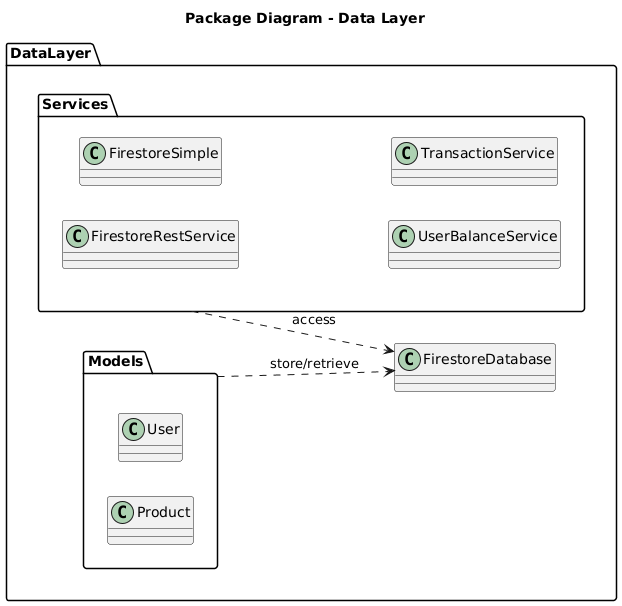 Package Diagram - Data Layer
DataLayer
Services
C FirestoreSimple
C TransactionService
C FirestoreRestService
C UserBalanceService
access
Models
C FirestoreDatabase
store/retrieve
C User
C Product